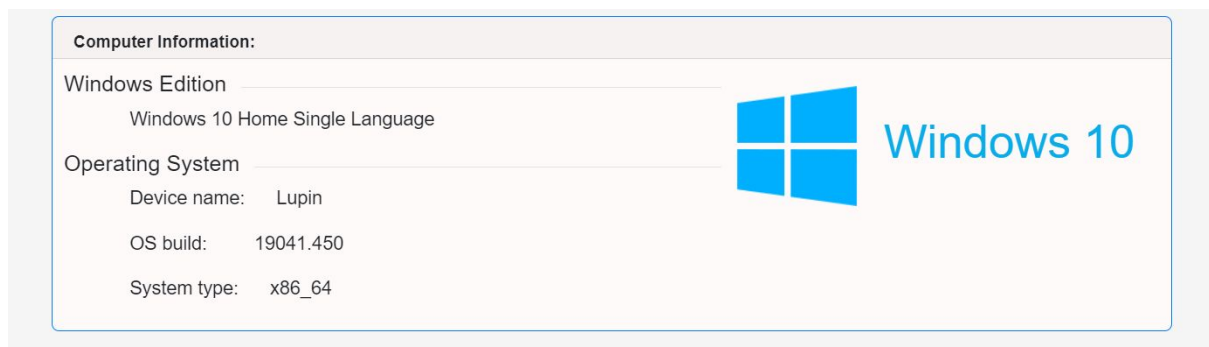 Computer Information:
Windows Edition
Windows 10 Home Single Language
Windows 10
Operating System
Device name: Lupin
OS build: 19041.450
System type: x86_64